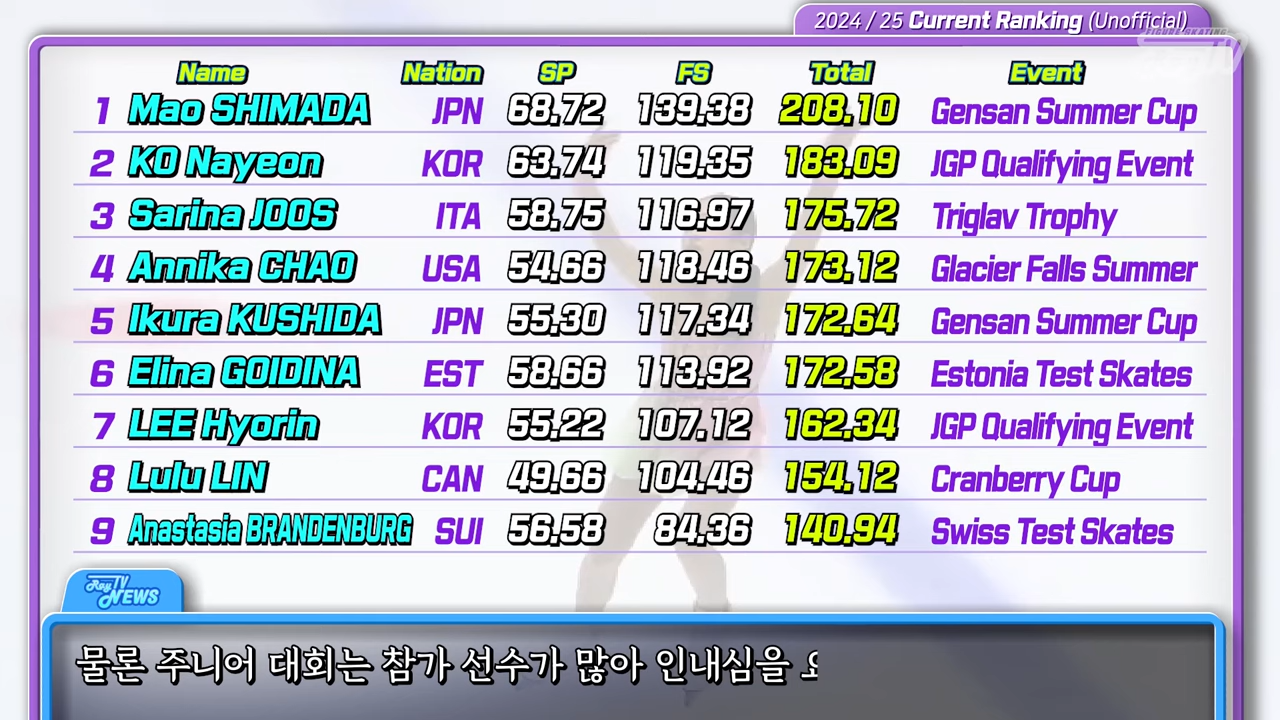 2024 / 25 Current Ranking (Unofficial)
Name Nation SP FS Total Event
1 Mao SHIMADA JPN 68.72 139.38 208.10 Gensan Summer Cup
2 KO Nayeon KOR 63.74 119.35 183.09 JGP Qualifying Event
3 Sarina JOOS ITA 58.75 116.97 175.72 Triglav Trophy
4 Annika CHAO USA 54.66 118.46 173.12 Glacier Falls Summer
5 Ikura KUSHIDA JPN 55.30 117.34 172.64 Gensan Summer Cup
6 Elina GOIDINA EST 58.66 113.92 172.58 Estonia Test Skates
7 LEE Hyorin KOR 55.22 107.12 162.34 JGP Qualifying Event
8 Lulu LIN CAN 49.66 104.46 154.12 Cranberry Cup
9 Anastasia BRANDENBURG SUI 56.58 84.36 140.94 Swiss Test Skates
RoyTV
NEWS
물론 주니어 대회는 참가 선수가 많아 인내심을